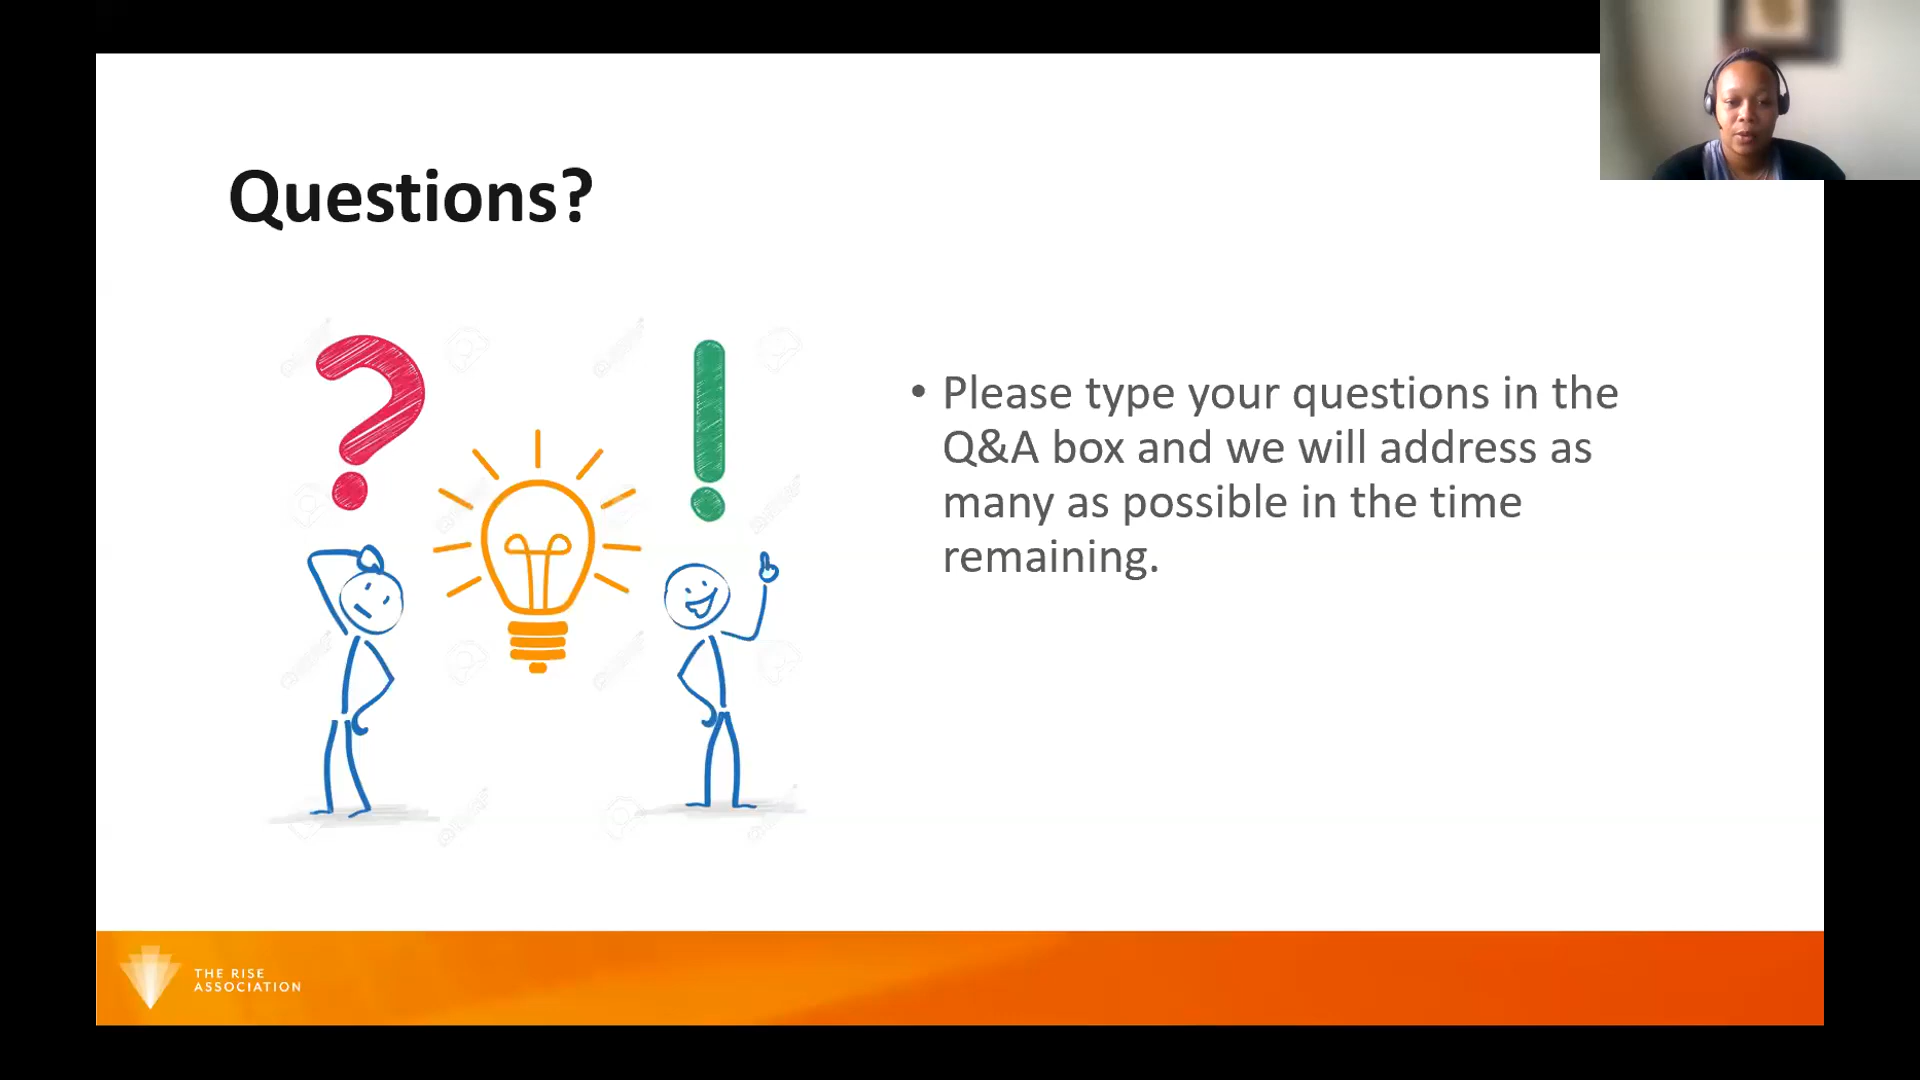 Questions?
• Please type your questions in the
Q&A box and we will address as
many as possible in the time
remaining.
THE RISE
ASSOCIATION